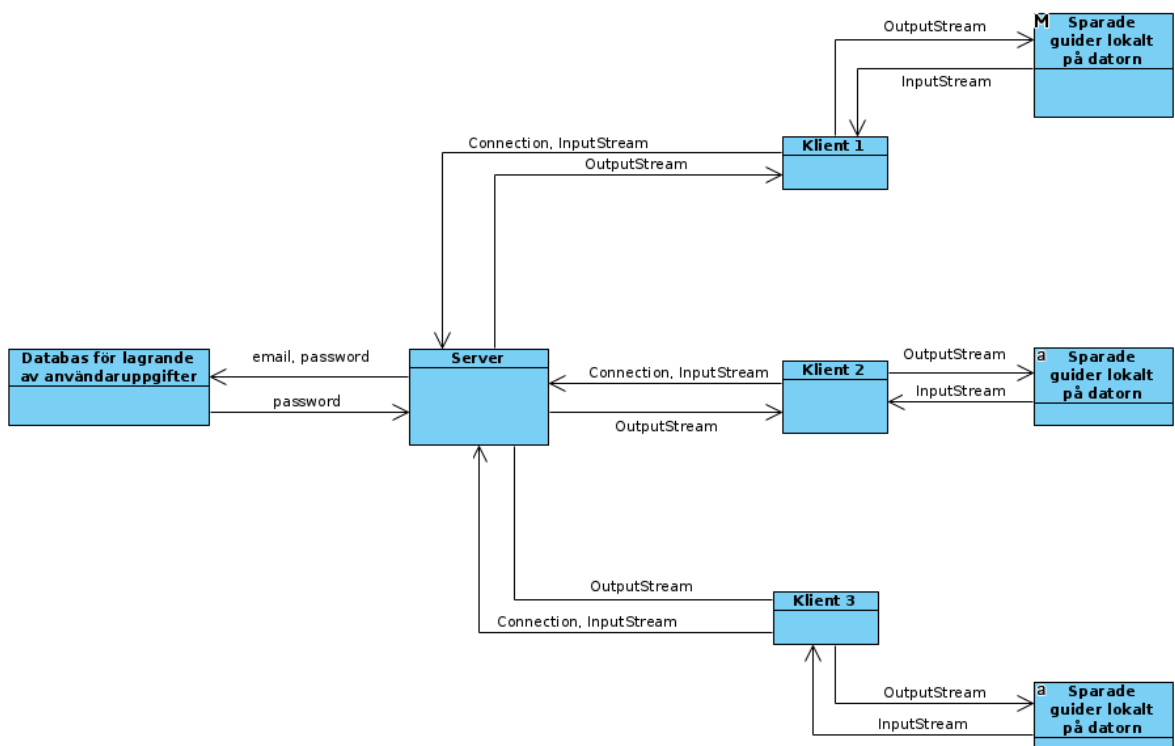 OutputStream
M
Sparade
guider lokalt
på datorn
InputStream
Connection, InputStream
Klient 1
OutputStream
Databas för lagrande
av användaruppgifter
email, password
password
Server
Connection, InputStream
OutputStream
Klient 2
OutputStream
InputStream
a
Sparade
guider lokalt
på datorn
OutputStream
Connection, InputStream
Klient 3
OutputStream
InputStream
a
Sparade
guider lokalt
på datorn